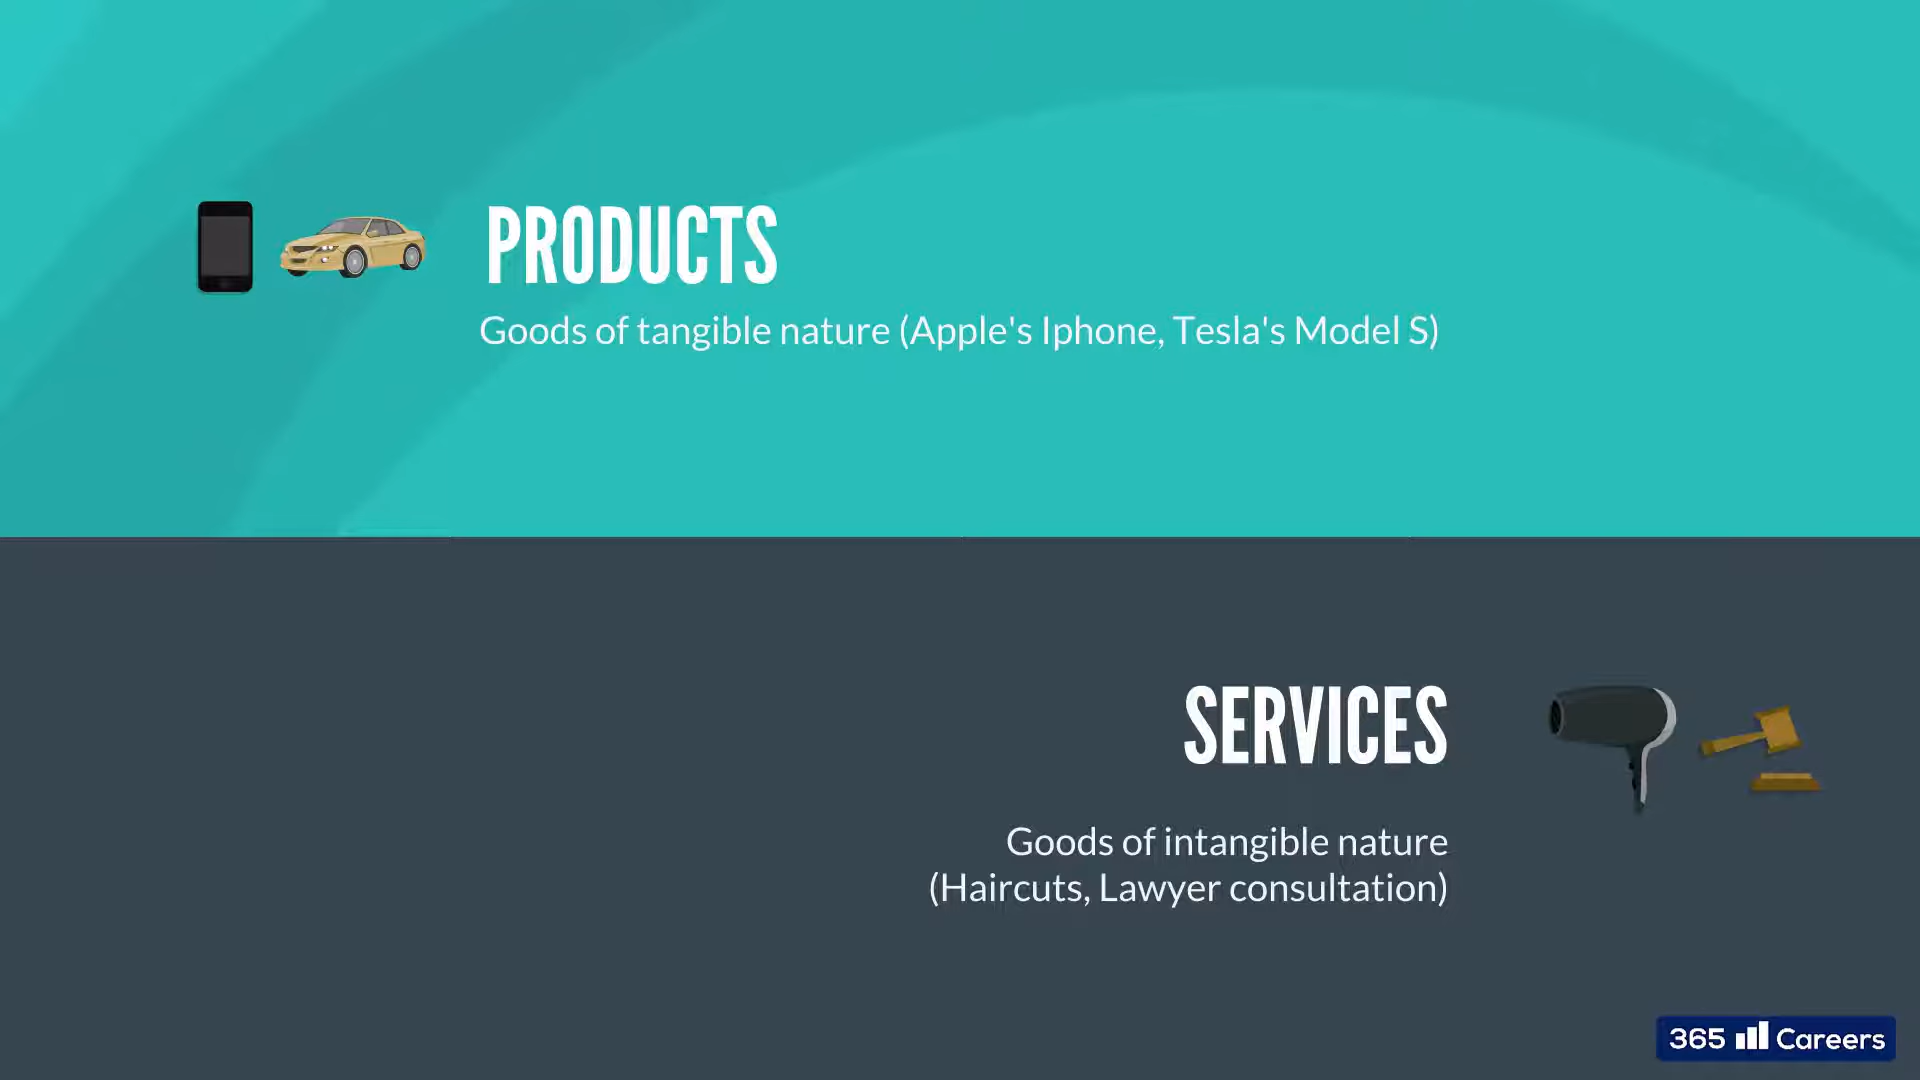 PRODUCTS
Goods of tangible nature (Apple's Iphone, Tesla's Model S)
SERVICES
Goods of intangible nature
(Haircuts, Lawyer consultation)
365 Careers